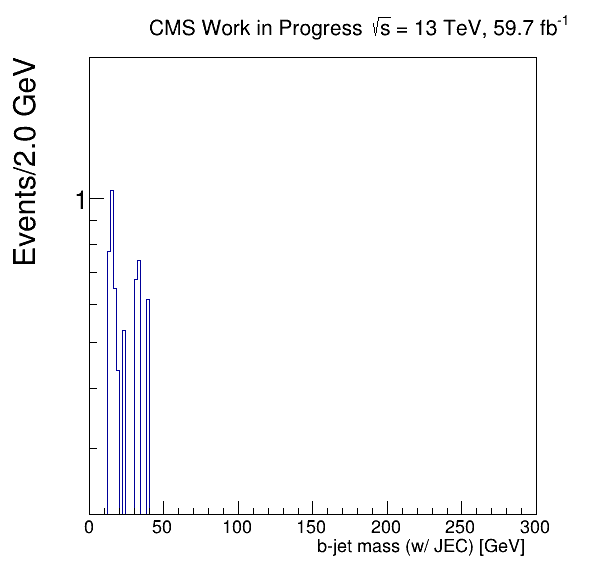 CMS Work in Progress √s = 13 TeV, 59.7 fb⁻¹
Events/2.0 GeV
1
0 50 100 150 200 250 300
b-jet mass (w/ JEC) [GeV]